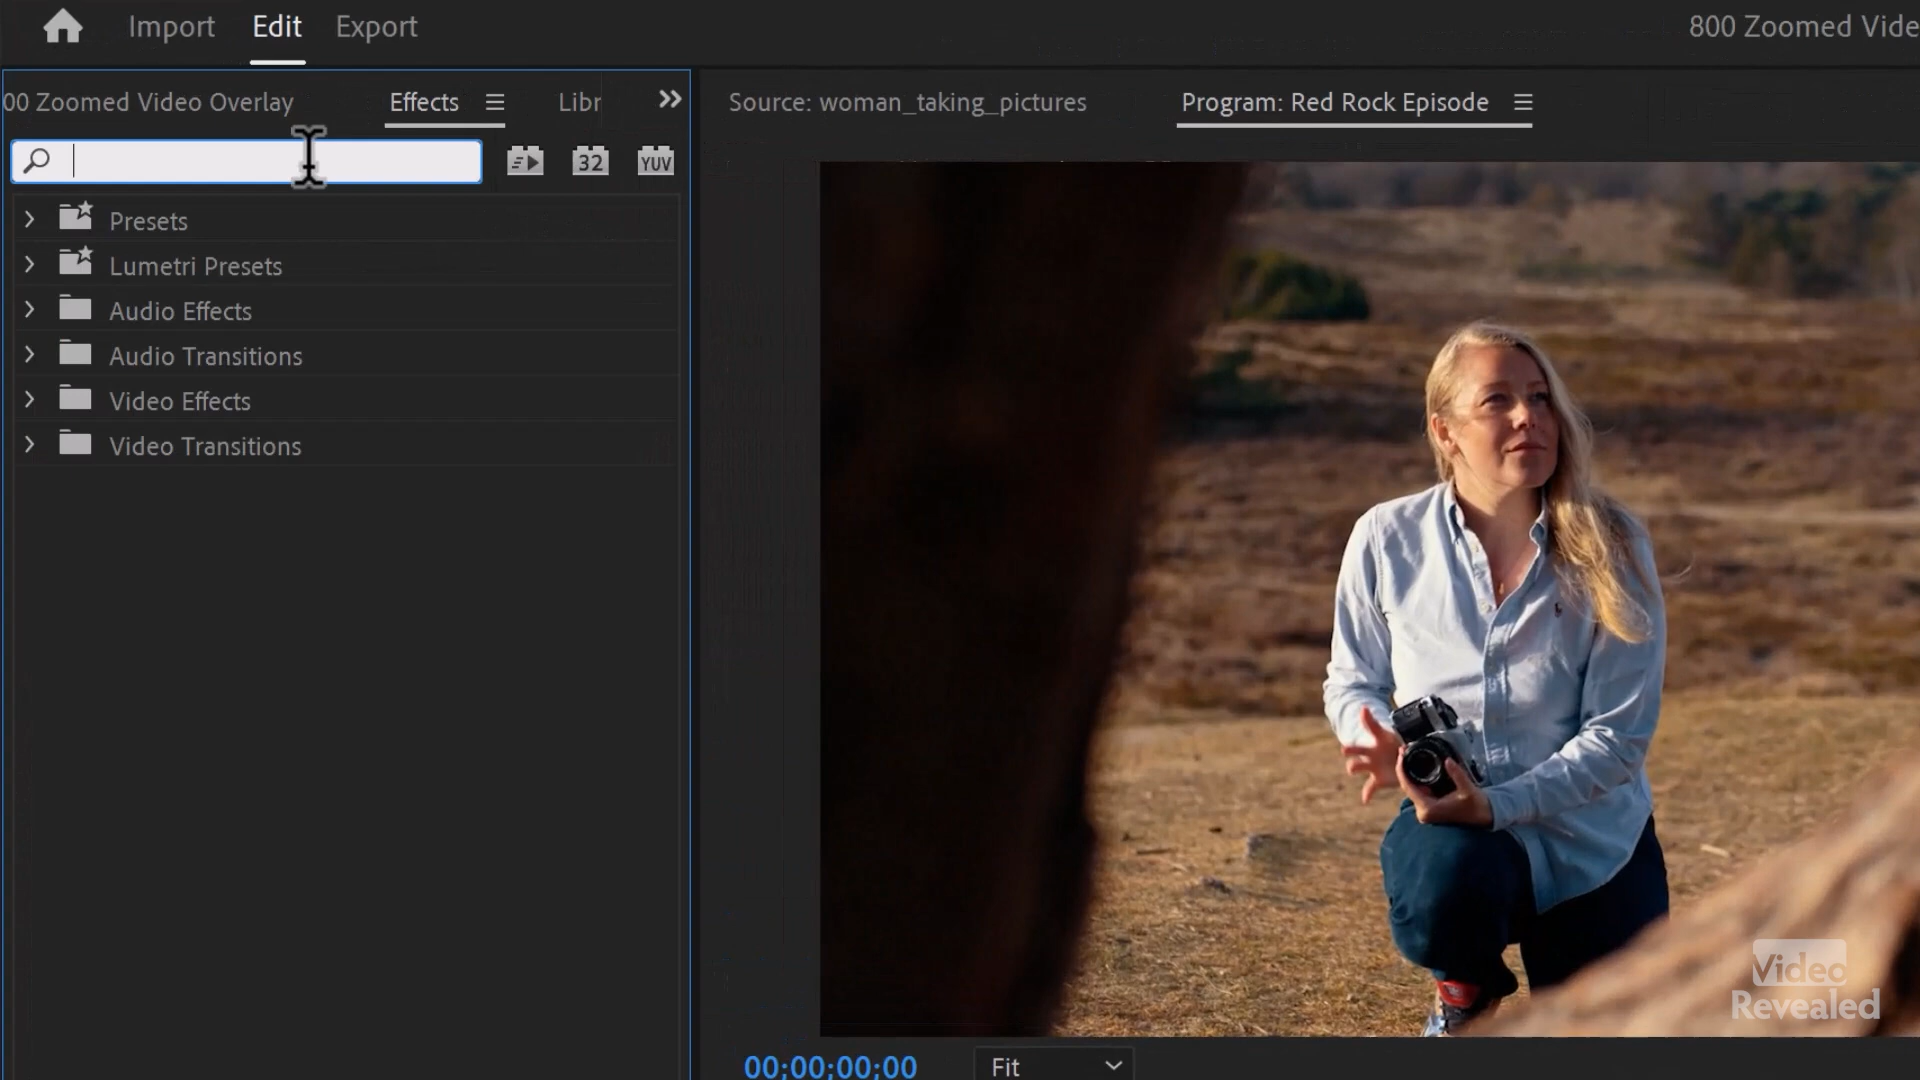 Import Edit Export
800 Zoomed Vide
00 Zoomed Video Overlay Effects Libr
Source: woman_taking_pictures Program: Red Rock Episode
32 YUV
Presets
Lumetri Presets
Audio Effects
Audio Transitions
Video Effects
Video Transitions
Video
Revealed
00;00;00;00 Fit